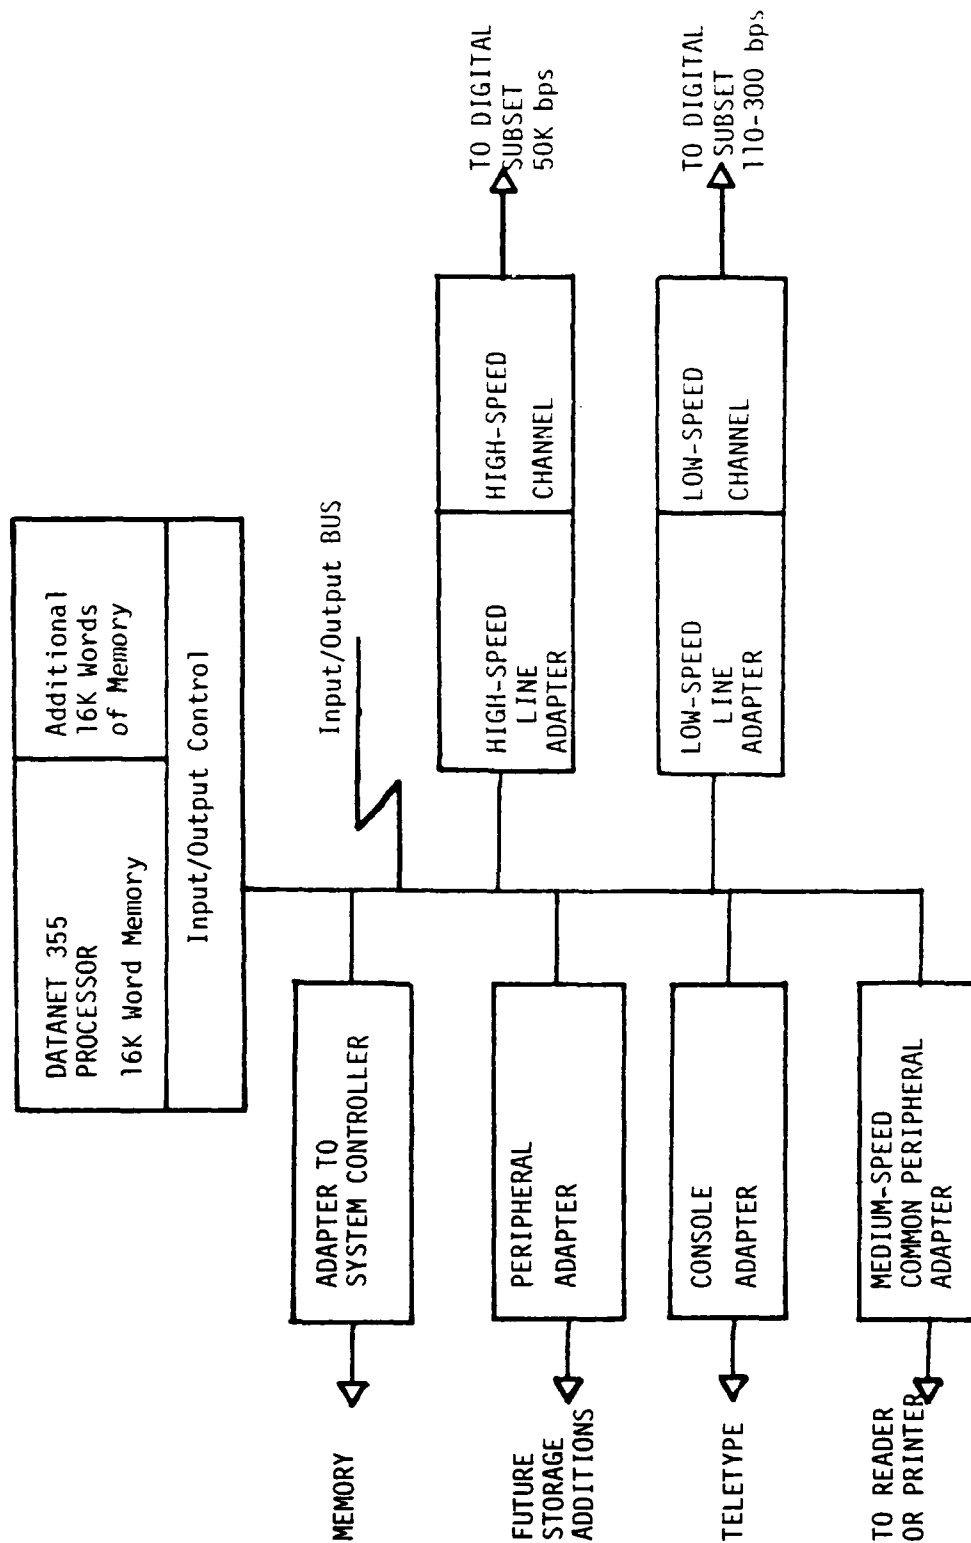 DATANET 355
PROCESSOR
16K Word Memory
Additional
16K Words
of Memory
Input/Output Control
Input/Output BUS
ADAPTER TO
SYSTEM CONTROLLER
MEMORY
PERIPHERAL
ADAPTER
FUTURE
STORAGE
ADDITIONS
CONSOLE
ADAPTER
TELETYPE
MEDIUM-SPEED
COMMON PERIPHERAL
ADAPTER
TO READER
OR PRINTER
HIGH-SPEED
LINE
ADAPTER
HIGH-SPEED
CHANNEL
TO DIGITAL
SUBSET
50K bps
LOW-SPEED
LINE
ADAPTER
LOW-SPEED
CHANNEL
TO DIGITAL
SUBSET
110-300 bps